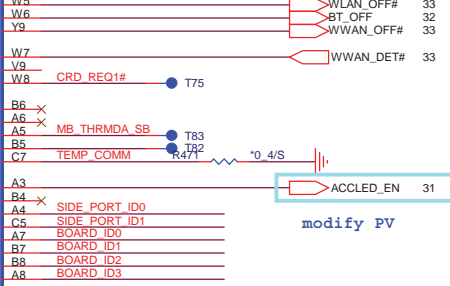 W5 WLAN_OFF# 33
W6 BT_OFF 32
Y9 WWAN_OFF# 33
W7 WWAN_DET# 33
V9
W8 CRD_REQ1# T75
B6
A6
A5 MB_THRMDA_SB T83
B5 T82
C7 TEMP_COMM R471 *0_4/S
A3 ACCLED_EN 31
B4
A4 SIDE_PORT_ID0
C5 SIDE_PORT_ID1
A7 BOARD_ID0
B7 BOARD_ID1
B8 BOARD_ID2
A8 BOARD_ID3
modify PV